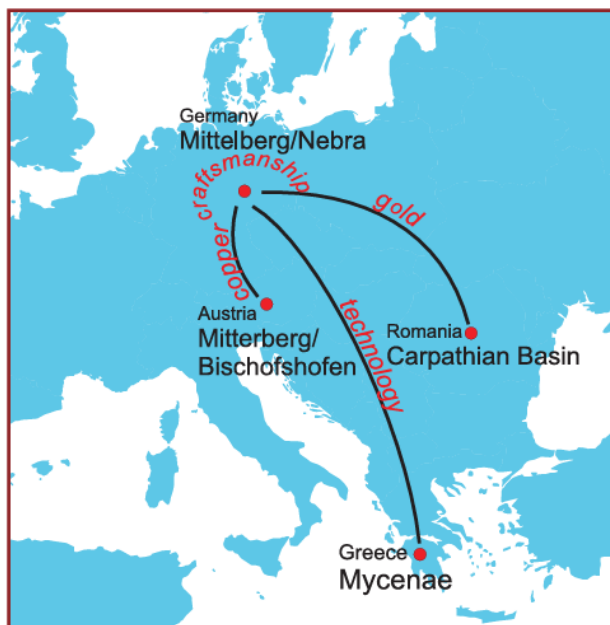 Germany
Mittelberg/Nebra
craftsmanship
gold
copper
technology
Austria
Mitterberg/
Bischofshofen
Romania
Carpathian Basin
Greece
Mycenae